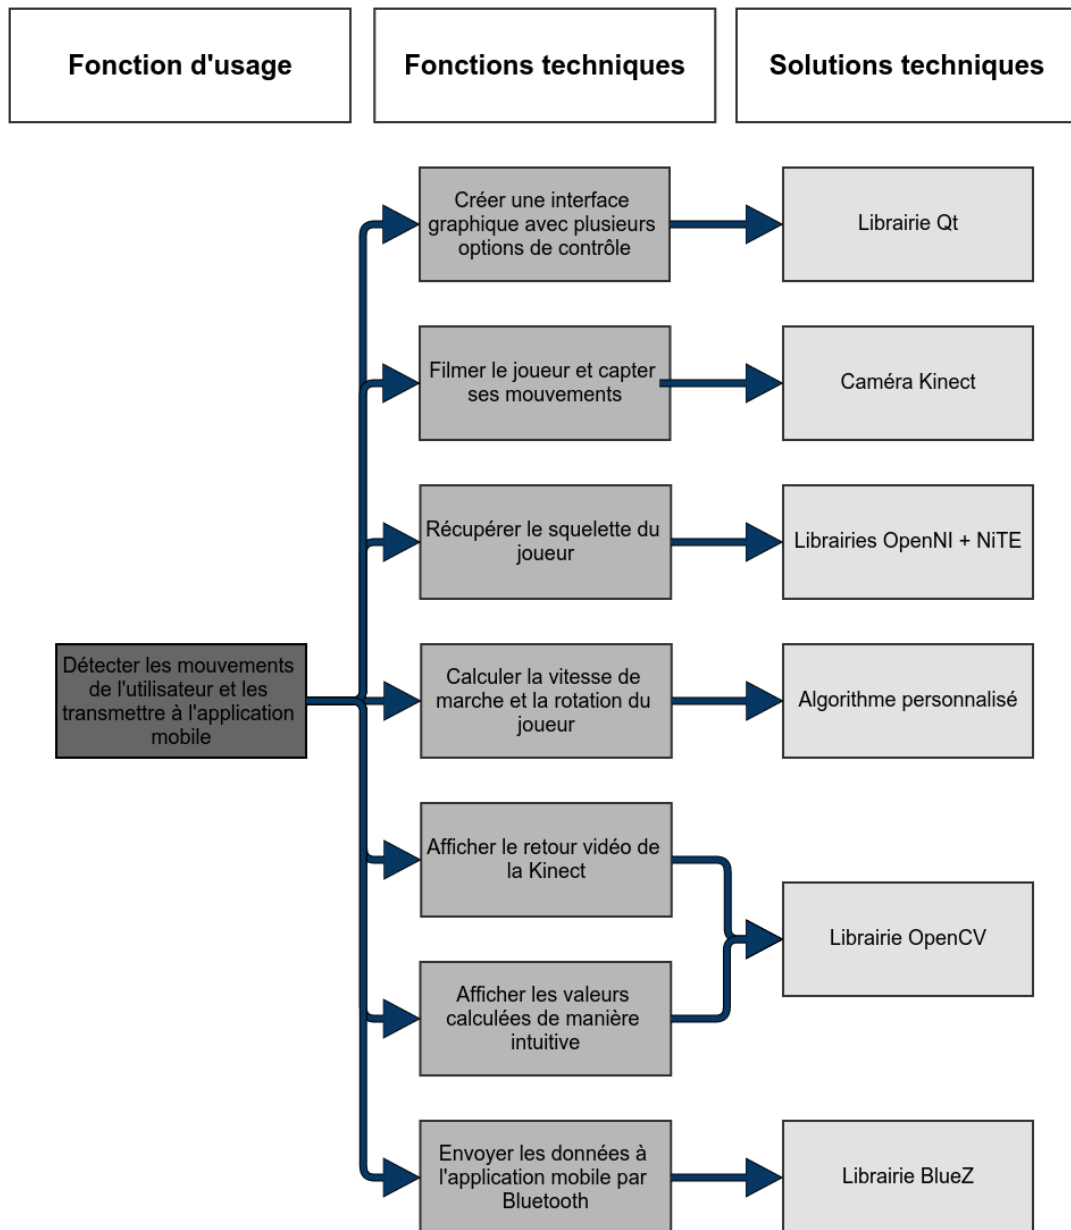 Fonction d'usage
Fonctions techniques
Solutions techniques
Créer une interface
graphique avec plusieurs
options de contrôle
Librairie Qt
Filmer le joueur et capter
ses mouvements
Caméra Kinect
Récupérer le squelette du
joueur
Librairies OpenNI + NiTE
Détecter les mouvements
de l'utilisateur et les
transmettre à l'application
mobile
Calculer la vitesse de
marche et la rotation du
joueur
Algorithme personnalisé
Afficher le retour vidéo de
la Kinect
Librairie OpenCV
Afficher les valeurs
calculées de manière
intuitive
Envoyer les données à
l'application mobile par
Bluetooth
Librairie BlueZ